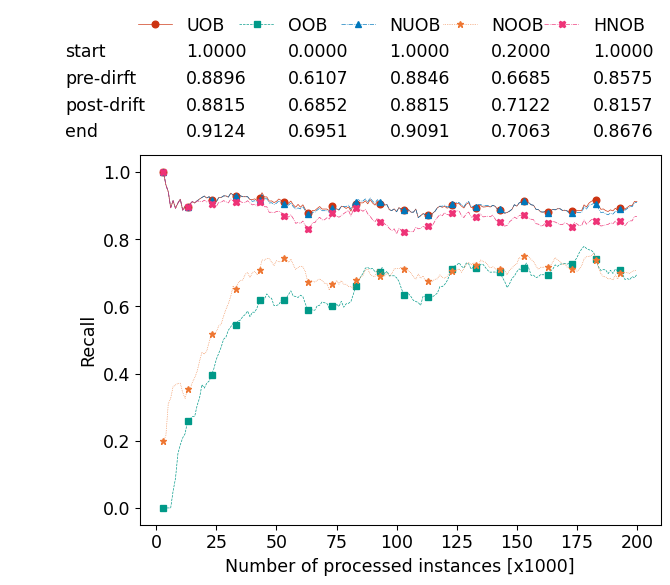 UOB OOB NUOB NOOB HNOB
start 1.0000 0.0000 1.0000 0.2000 1.0000
pre-dirft 0.8896 0.6107 0.8846 0.6685 0.8575
post-drift 0.8815 0.6852 0.8815 0.7122 0.8157
end 0.9124 0.6951 0.9091 0.7063 0.8676
1.0
0.8
0.6
0.4
0.2
0.0
Recall
0 25 50 75 100 125 150 175 200
Number of processed instances [x1000]